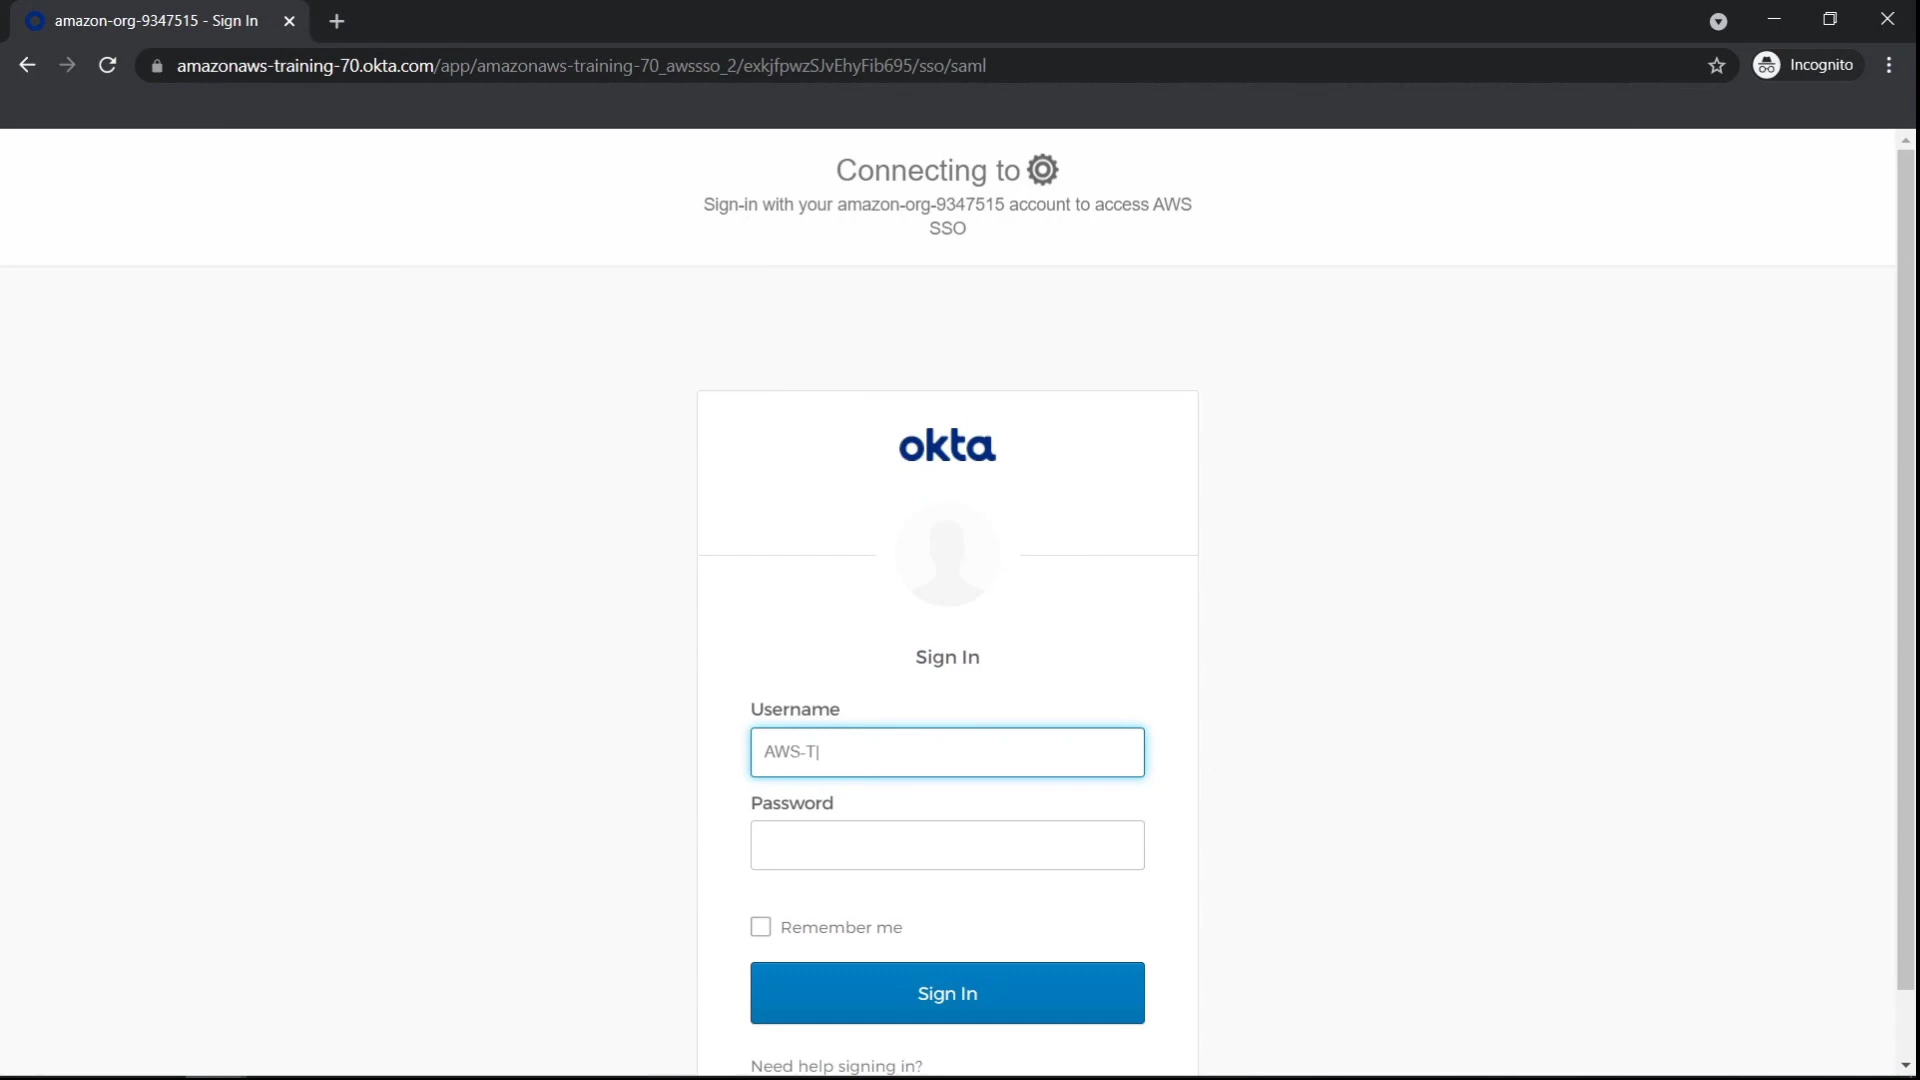 amazon-org-9347515 - Sign In
amazonaws-training-70.okta.com/app/amazonaws-training-70_awssso_2/exkjfpwzSJvEhyFib695/sso/saml
Incognito
Connecting to
Sign-in with your amazon-org-9347515 account to access AWS
SSO
okta
Sign In
Username
AWS-T
Password
Remember me
Sign In
Need help signing in?